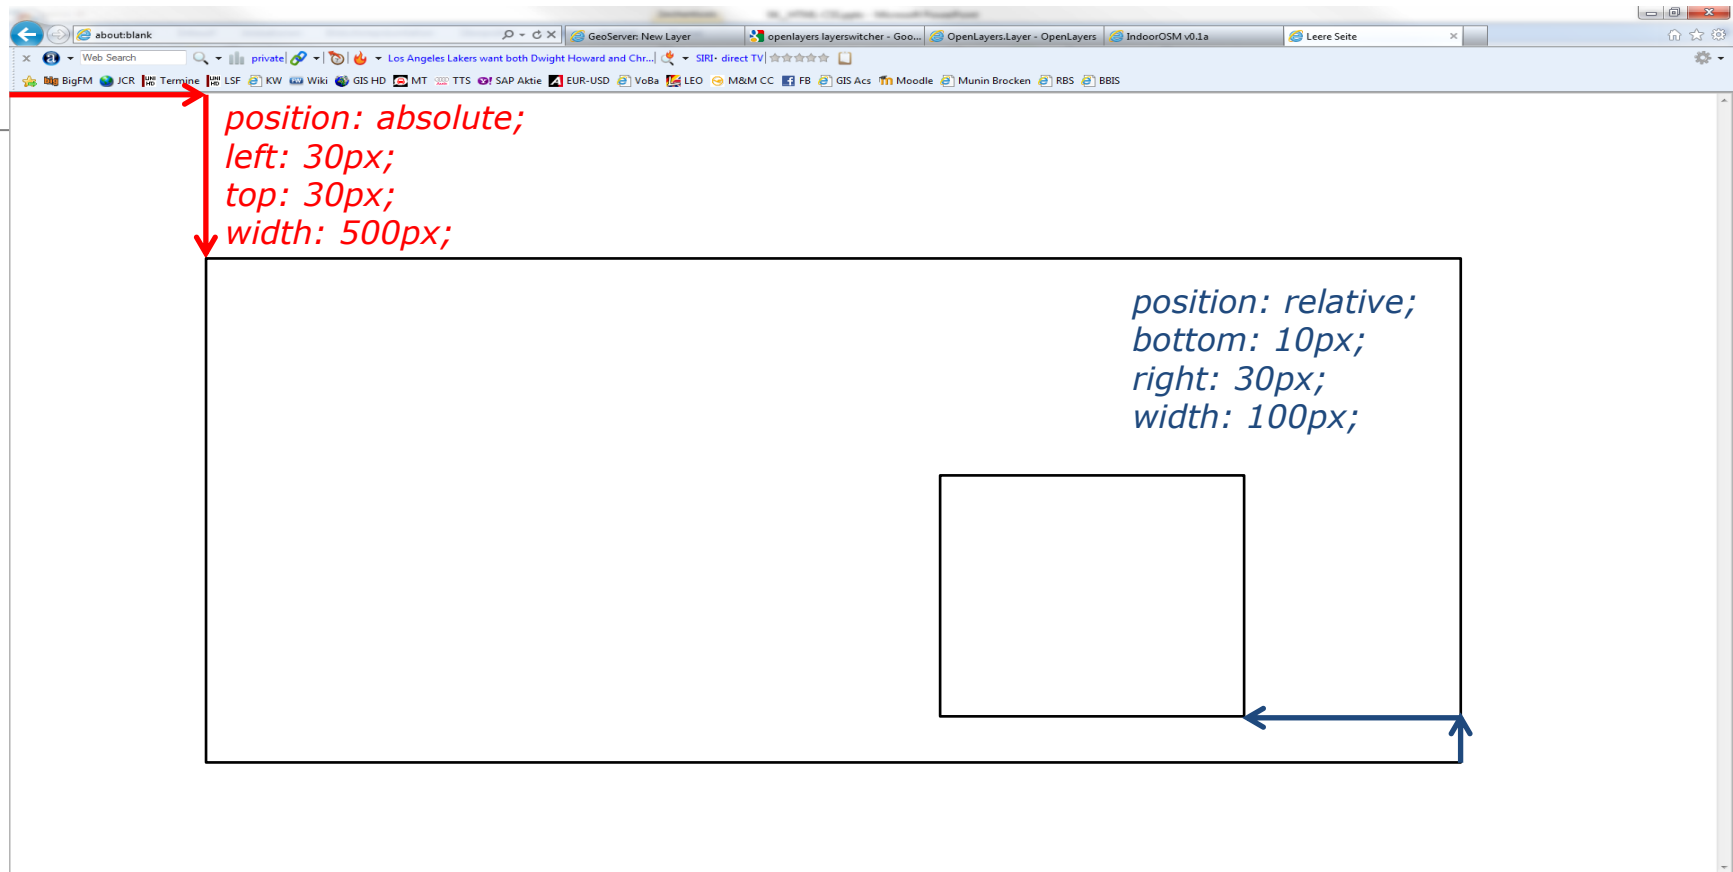 about:blank
GeoServer: New Layer
openlayers layerswitcher - Goo...
OpenLayers.Layer - OpenLayers
IndoorOSM v0.1a
Leere Seite
Web Search
private
Los Angeles Lakers want both Dwight Howard and Chr...
SIRI- direct TV
BigFM JCR Termine LSF KW Wiki GIS HD MT TTS SAP Aktie EUR-USD VoBa LEO M&M CC FB GIS Acs Moodle Munin Brocken RBS BBIS
position: absolute;
left: 30px;
top: 30px;
width: 500px;
position: relative;
bottom: 10px;
right: 30px;
width: 100px;